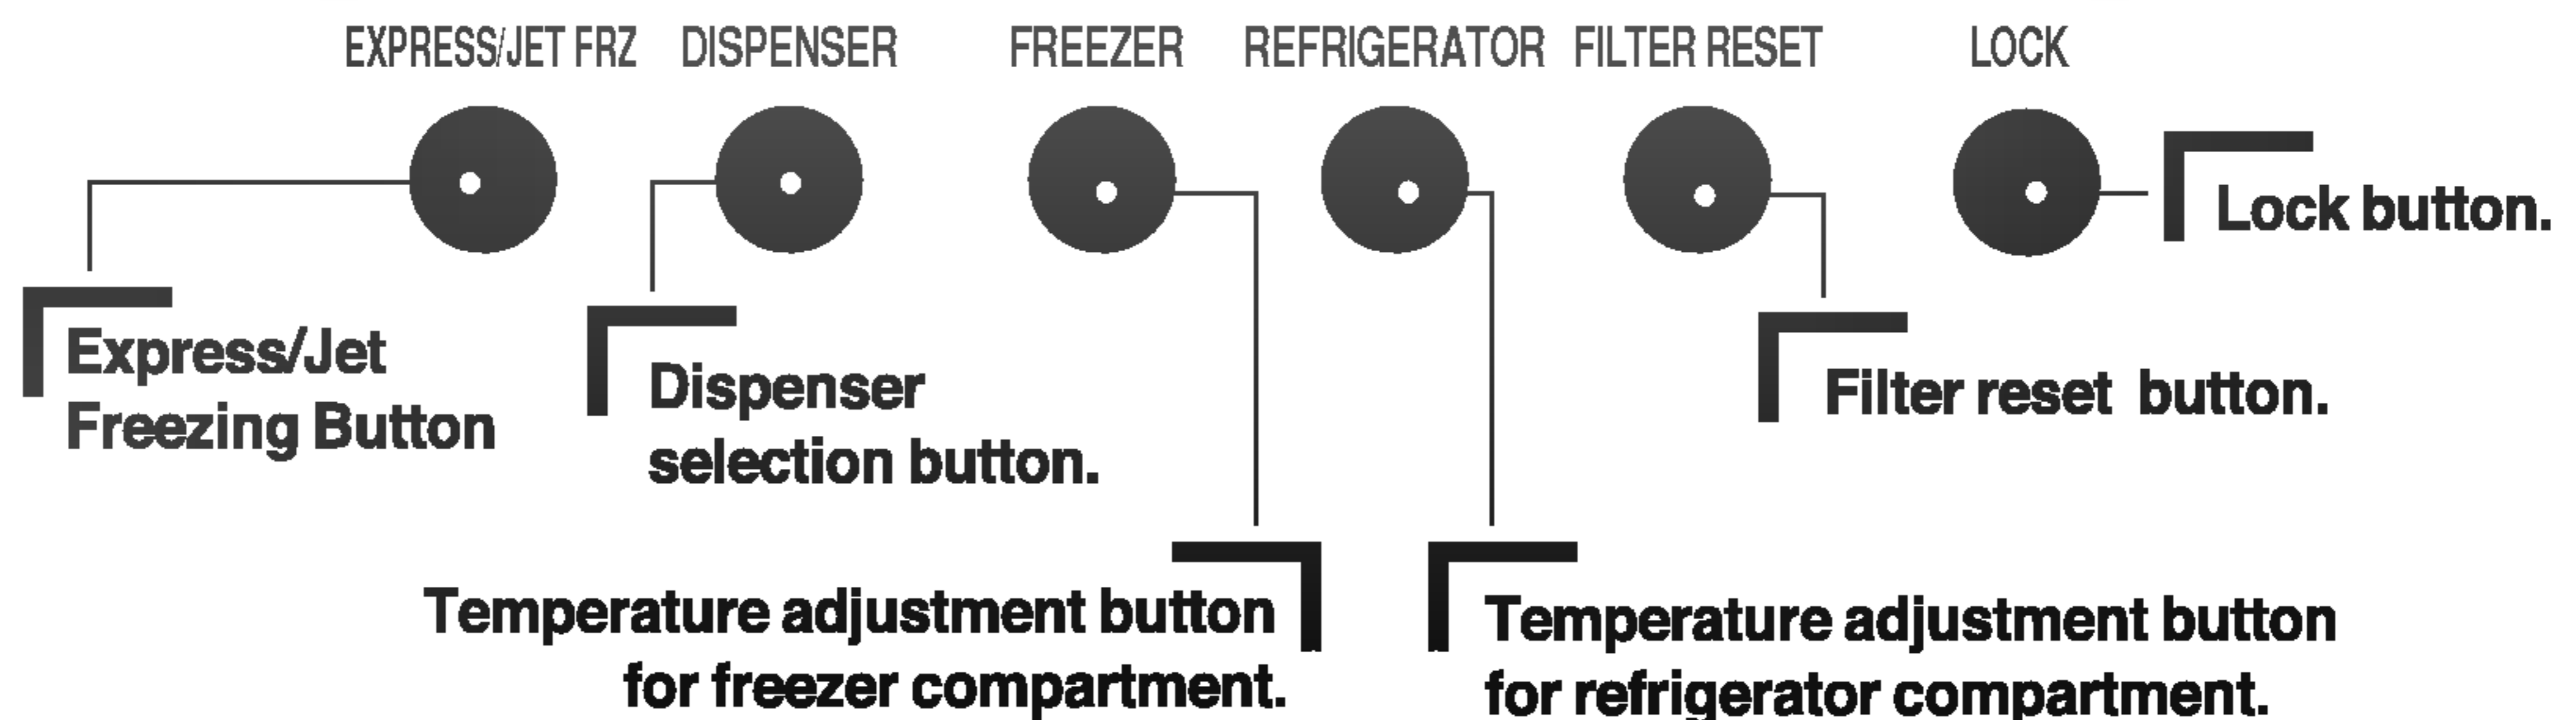 EXPRESS/JET FRZ DISPENSER FREEZER REFRIGERATOR FILTER RESET LOCK
Lock button.
Express/Jet
Freezing Button
Dispenser
selection button.
Filter reset button.
Temperature adjustment button
for freezer compartment.
Temperature adjustment button
for refrigerator compartment.